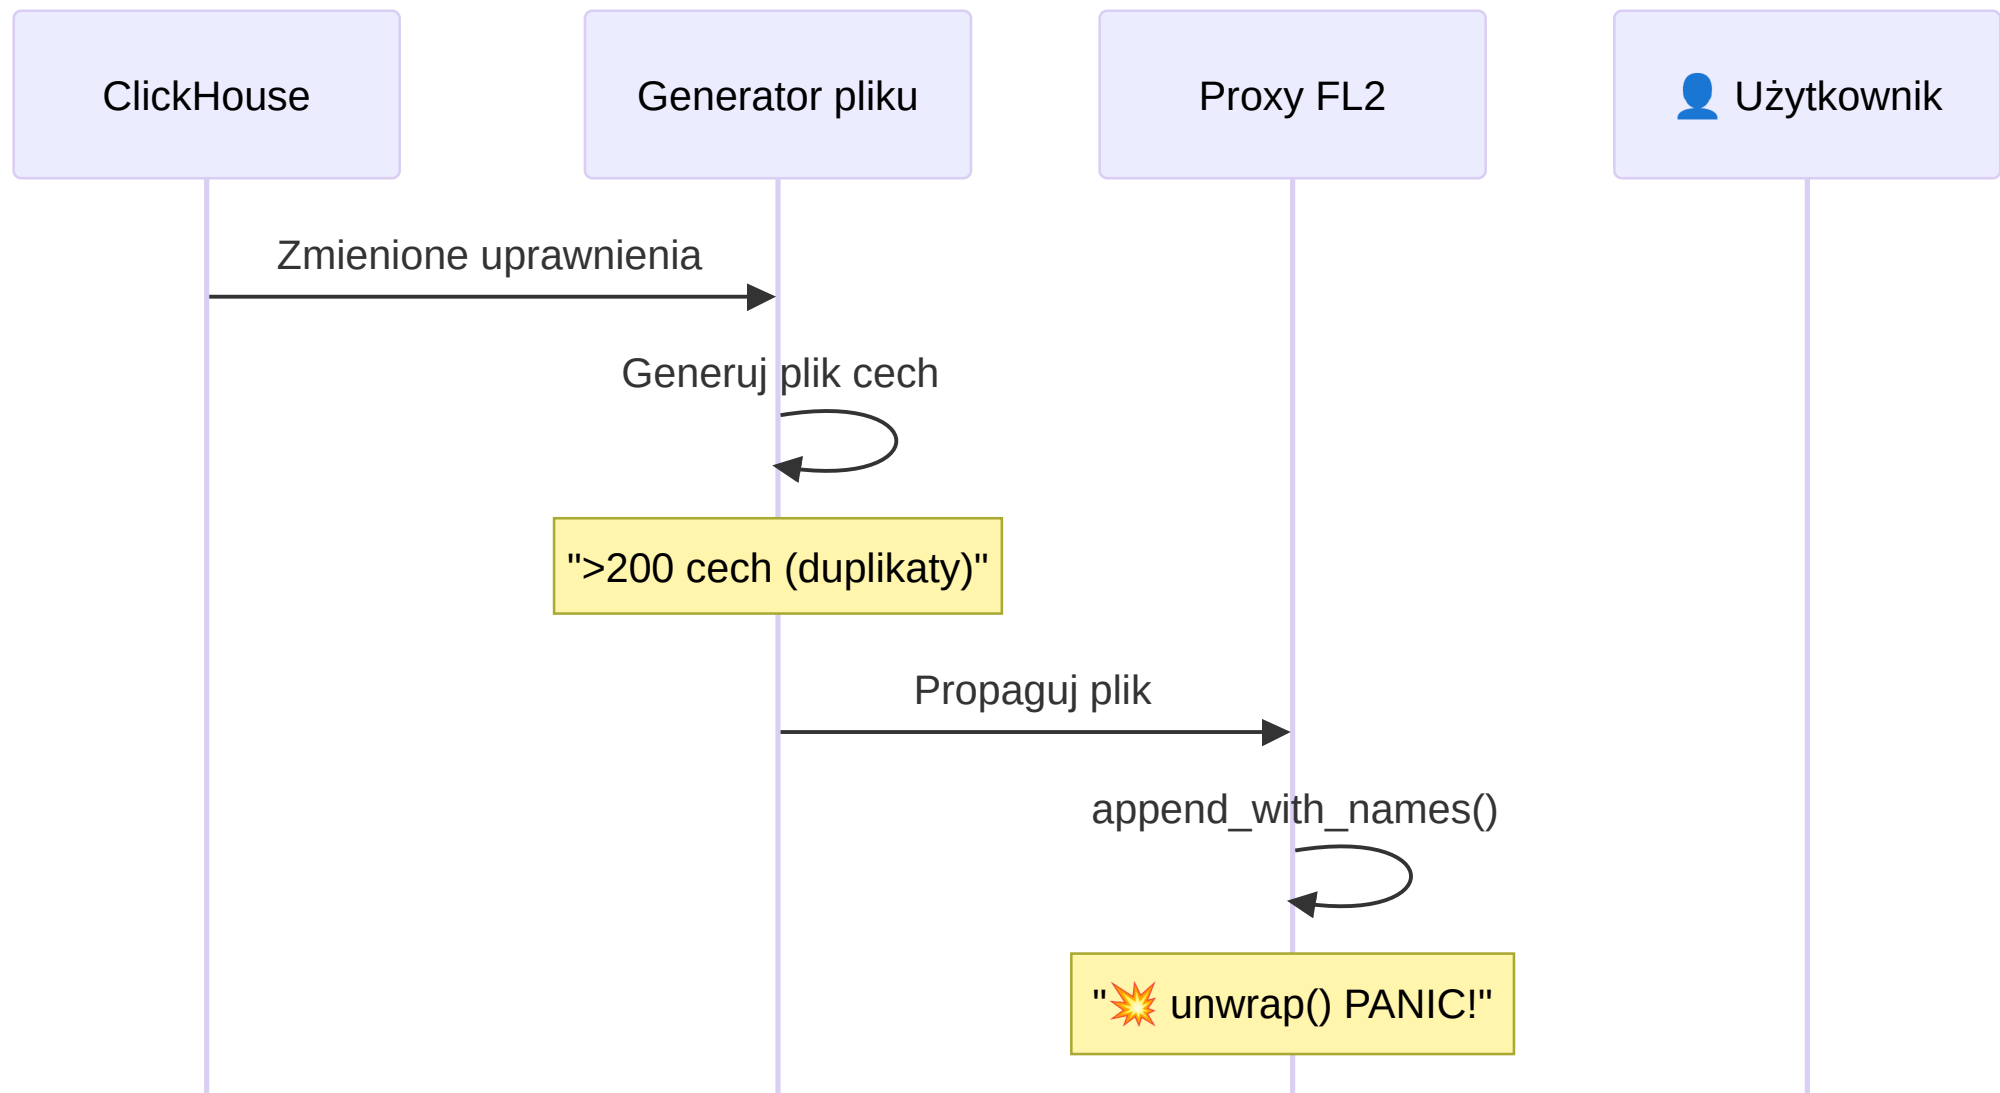 ClickHouse
Generator pliku
Proxy FL2
👤 Użytkownik
Zmienione uprawnienia
Generuj plik cech
">200 cech (duplikaty)"
Propaguj plik
append_with_names()
"💥 unwrap() PANIC!"